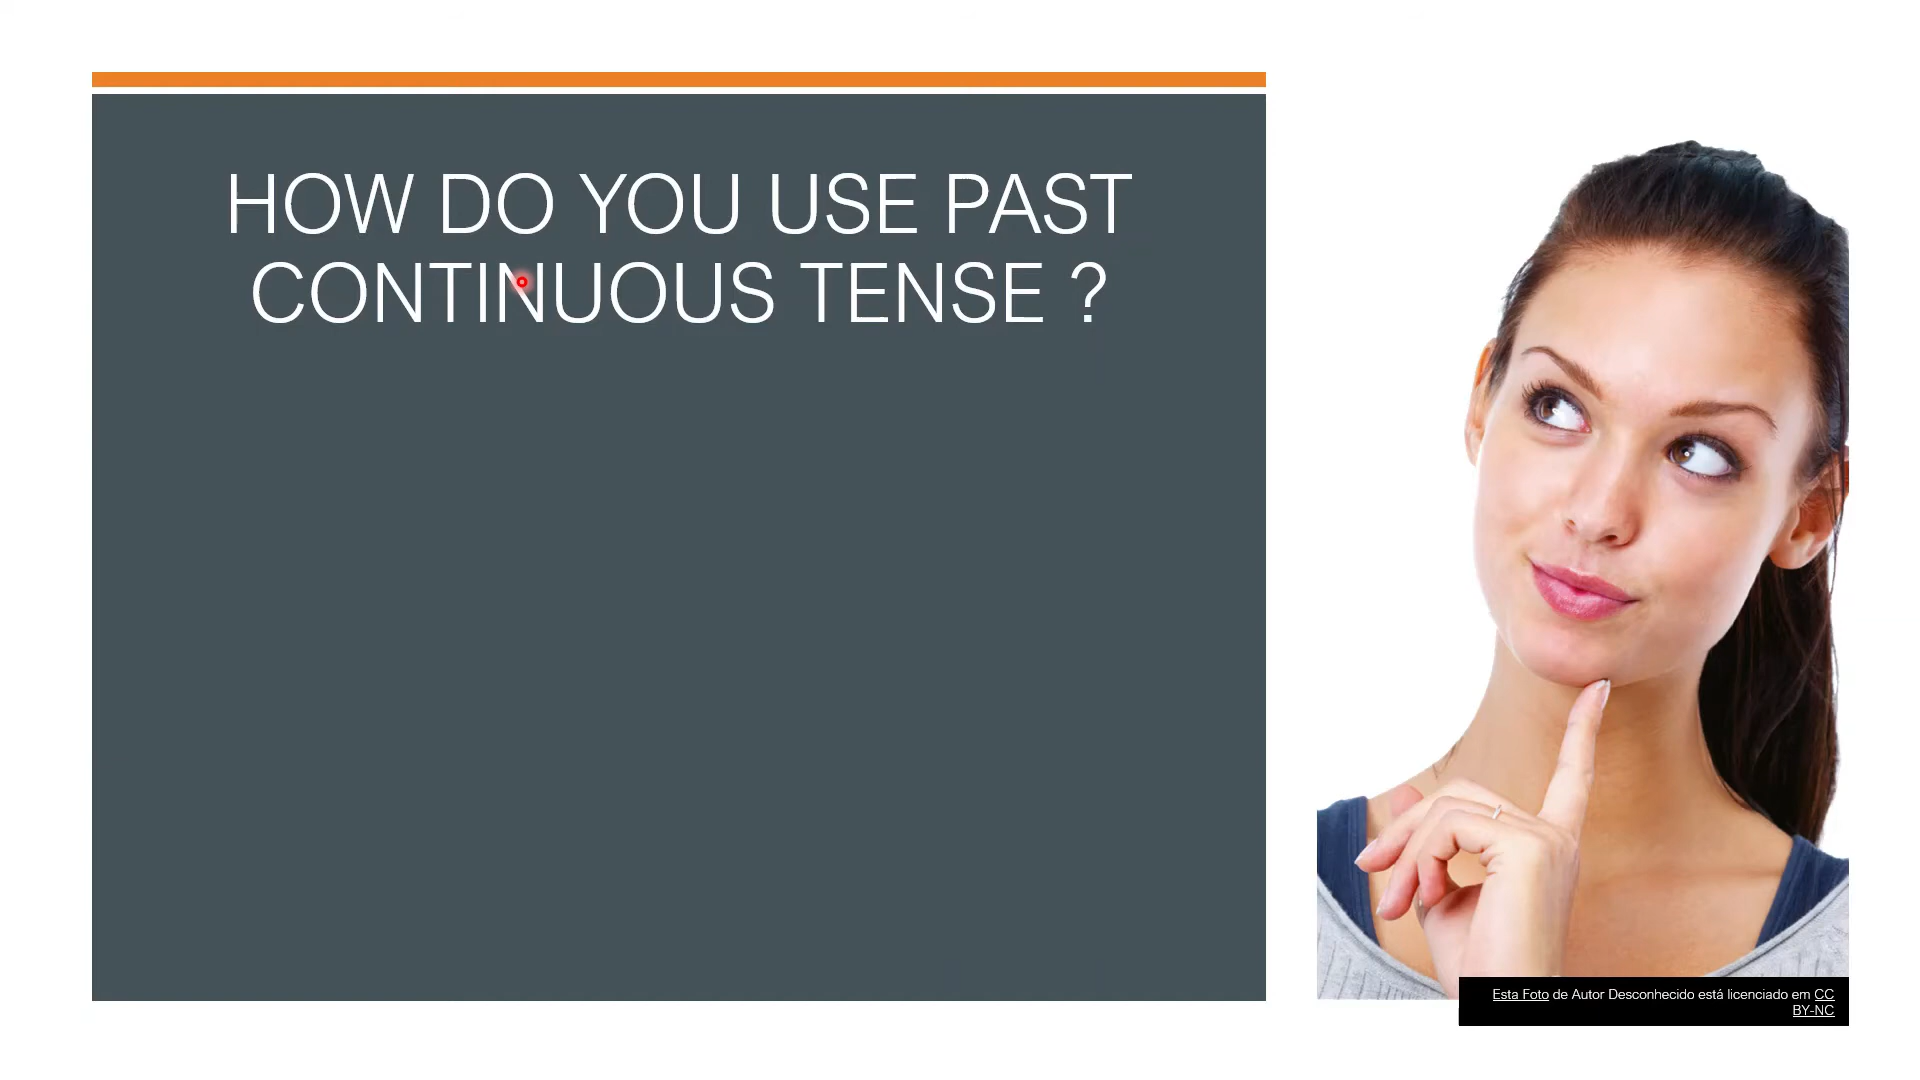 HOW DO YOU USE PAST
CONTINUOUS TENSE ?
Esta Foto de Autor Desconhecido está licenciado em CC
BY-NC